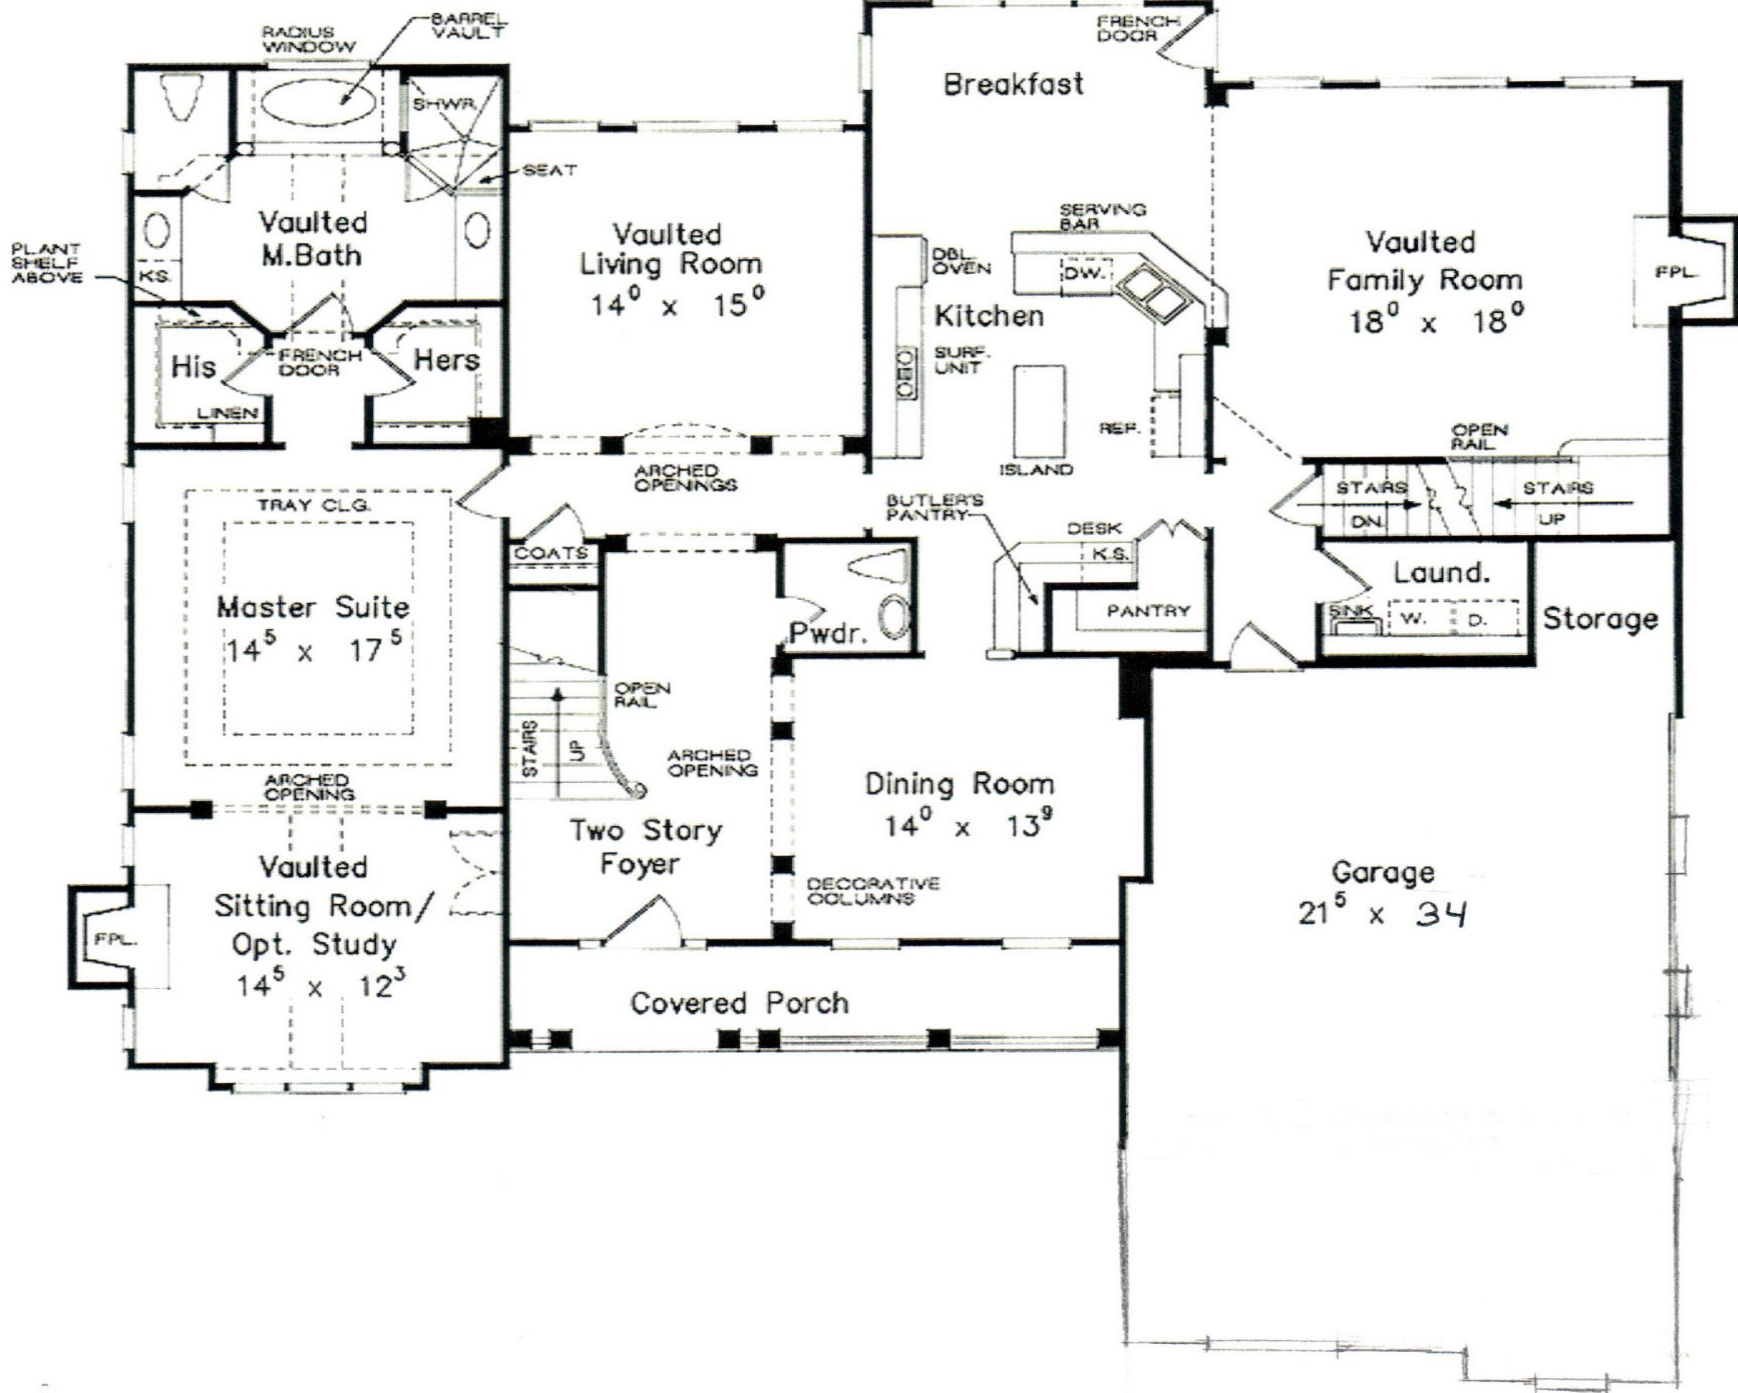 BARREL
VAULT
RADIUS
WINDOW
FRENCH
DOOR
Breakfast
SHWR.
SEAT
SERVING
BAR
Vaulted
M.Bath
PLANT
SHELF
ABOVE
KS.
Vaulted
Living Room
14⁰ x 15⁰
DBL.
OVEN
DW.
Vaulted
Family Room
18⁰ x 18⁰
FPL.
Kitchen
SURF.
UNIT
His
FRENCH
DOOR
Hers
LINEN
REF.
ISLAND
OPEN
RAIL
ARCHED
OPENINGS
TRAY CLG.
BUTLER'S
PANTRY
STAIRS
DN.
STAIRS
UP
DESK
K.S.
COATS
Laund.
SINK
W.
D.
Storage
PANTRY
Master Suite
14⁵ x 17⁵
Pwdr.
OPEN
RAIL
STAIRS
UP
ARCHED
OPENING
ARCHED
OPENING
Dining Room
14⁰ x 13⁹
Two Story
Foyer
DECORATIVE
COLUMNS
Vaulted
Sitting Room/
Opt. Study
14⁵ x 12³
FPL.
Garage
21⁵ x 34
Covered Porch